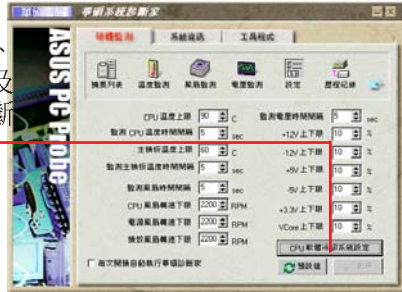 華碩系統診斷家
硬體監測 系統資訊 工具程式
、
及
斷
ASUS PC Probe
摘要列表 溫度監測 風扇監測 電壓監測 設定 歷程紀錄
CPU 溫度上限 90 C 監測電壓時間間隔 5 sec
監測 CPU 溫度時間間隔 5 sec +12V 上下限 10 %
主機板溫度上限 60 C -12V 上下限 10 %
監測主機板溫度時間間隔 5 sec +5V 上下限 10 %
監測風扇時間間隔 5 sec -5V 上下限 10 %
CPU 風扇轉速下限 2200 RPM +3.3V 上下限 10 %
電源風扇轉速下限 2200 RPM VCore 上下限 10 %
機殼風扇轉速下限 2200 RPM CPU 軟體冷卻系統設定
每次開機自動執行華碩診斷家 預設值